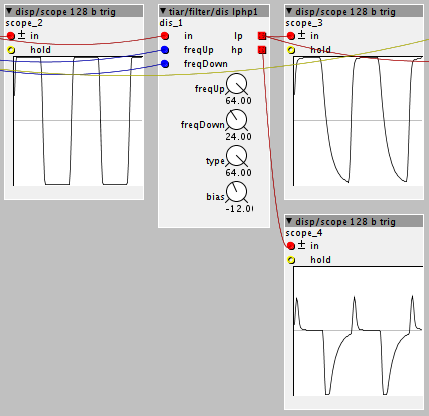 ▼ disp/scope 128 b trig
scope_2
± in
hold
▼ tiar/filter/dis lphp1
dis_1
in lp
freqUp hp
freqDown
freqUp
64.00
freqDown
24.00
type
64.00
bias
-12.00
▼ disp/scope 128 b trig
scope_3
± in
hold
▼ disp/scope 128 b trig
scope_4
± in
hold